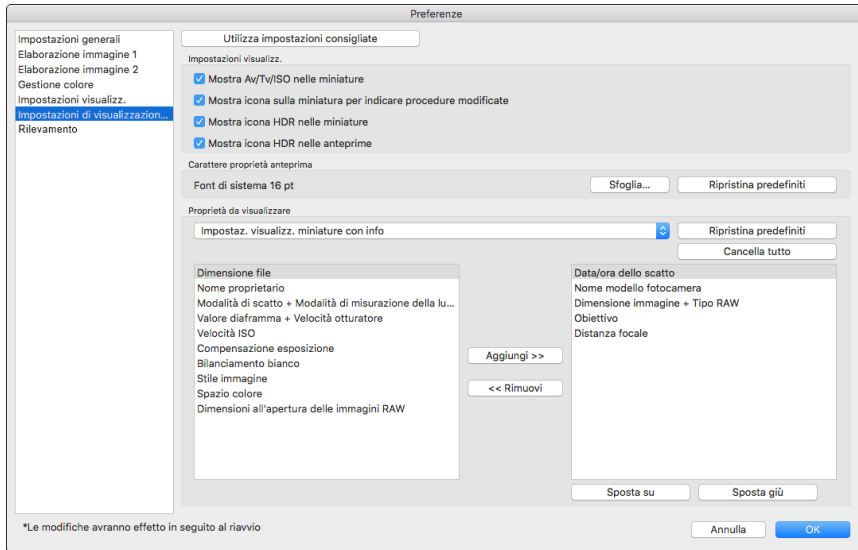 Preferenze
Impostazioni generali
Elaborazione immagine 1
Elaborazione immagine 2
Gestione colore
Impostazioni visualizz.
Impostazioni di visualizzazion...
Rilevamento
Utilizza impostazioni consigliate
Impostazioni visualizz.
Mostra Av/Tv/ISO nelle miniature
Mostra icona sulla miniatura per indicare procedure modificate
Mostra icona HDR nelle miniature
Mostra icona HDR nelle anteprime
Carattere proprietà anteprima
Font di sistema 16 pt
Sfoglia...
Ripristina predefiniti
Proprietà da visualizzare
Impostaz. visualizz. miniature con info
Ripristina predefiniti
Cancella tutto
Dimensione file
Nome proprietario
Modalità di scatto + Modalità di misurazione della lu...
Valore diaframma + Velocità otturatore
Velocità ISO
Compensazione esposizione
Bilanciamento bianco
Stile immagine
Spazio colore
Dimensioni all'apertura delle immagini RAW
Aggiungi >>
<< Rimuovi
Data/ora dello scatto
Nome modello fotocamera
Dimensione immagine + Tipo RAW
Obiettivo
Distanza focale
Sposta su
Sposta giù
*Le modifiche avranno effetto in seguito al riavvio
Annulla
OK